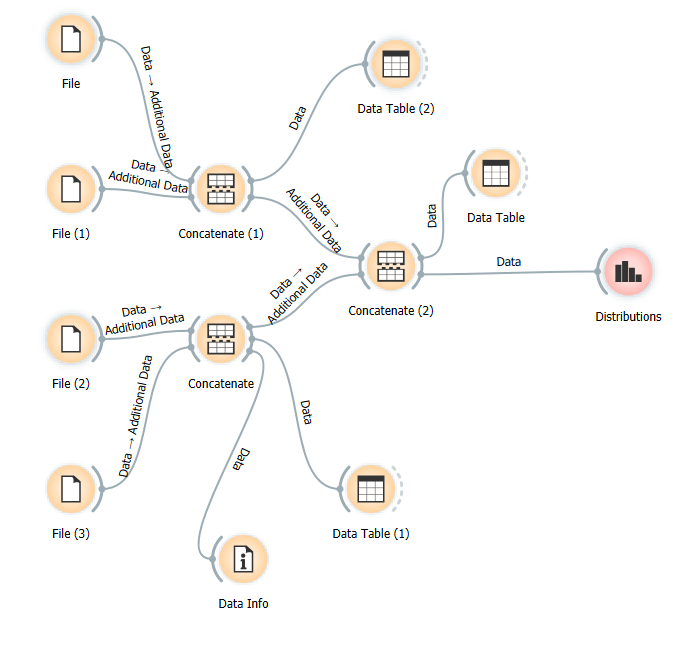 File
Data → Additional Data
Data →
Additional Data
File (1)
Concatenate (1)
Data
Data Table (2)
Data →
Additional Data
Data
Data Table
Concatenate (2)
Data
Distributions
Data →
Additional Data
Data →
Additional Data
File (2)
Concatenate
Data → Additional Data
File (3)
Data
Data
Data Table (1)
Data Info